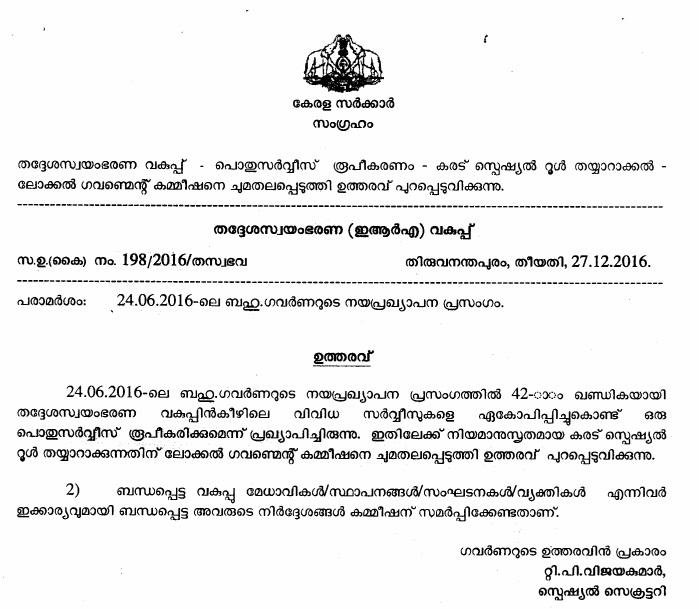 കേരള സർക്കാർ
സംഗ്രഹം
തദ്ദേശസ്വയംഭരണ വകുപ്പ് - പൊതുസർവ്വീസ് രൂപീകരണം - കരട് സ്പെഷ്യൽ റൂൾ തയ്യാറാക്കൽ -
ലോക്കൽ ഗവണ്മെന്റ് കമ്മീഷനെ ചുമതലപ്പെടുത്തി ഉത്തരവ് പുറപ്പെടുവിക്കുന്നു.
തദ്ദേശസ്വയംഭരണ (ഇആർഎ) വകുപ്പ്
സ.ഉ.(കൈ) നം. 198/2016/തസ്വഭവ തിരുവനന്തപുരം, തീയതി, 27.12.2016.
പരാമർശം: 24.06.2016-ലെ ബഹു.ഗവർണറുടെ നയപ്രഖ്യാപന പ്രസംഗം.
ഉത്തരവ്
24.06.2016-ലെ ബഹു.ഗവർണറുടെ നയപ്രഖ്യാപന പ്രസംഗത്തിൽ 42-ാം ഖണ്ഡികയായി
തദ്ദേശസ്വയംഭരണ വകുപ്പിൻകീഴിലെ വിവിധ സർവ്വീസുകളെ ഏകോപിപ്പിച്ചുകൊണ്ട് ഒരു
പൊതുസർവ്വീസ് രൂപീകരിക്കുമെന്ന് പ്രഖ്യാപിച്ചിരുന്നു. ഇതിലേക്ക് നിയമാനുസൃതമായ കരട് സ്പെഷ്യൽ
റൂൾ തയ്യാറാക്കുന്നതിന് ലോക്കൽ ഗവണ്മെന്റ് കമ്മീഷനെ ചുമതലപ്പെടുത്തി ഉത്തരവ് പുറപ്പെടുവിക്കുന്നു.
2) ബന്ധപ്പെട്ട വകുപ്പു മേധാവികൾ/സ്ഥാപനങ്ങൾ/സംഘടനകൾ/വ്യക്തികൾ എന്നിവർ
ഇക്കാര്യവുമായി ബന്ധപ്പെട്ട അവരുടെ നിർദ്ദേശങ്ങൾ കമ്മീഷന് സമർപ്പിക്കേണ്ടതാണ്.
ഗവർണറുടെ ഉത്തരവിൻ പ്രകാരം
റ്റി.പി.വിജയകുമാർ,
സ്പെഷ്യൽ സെക്രട്ടറി